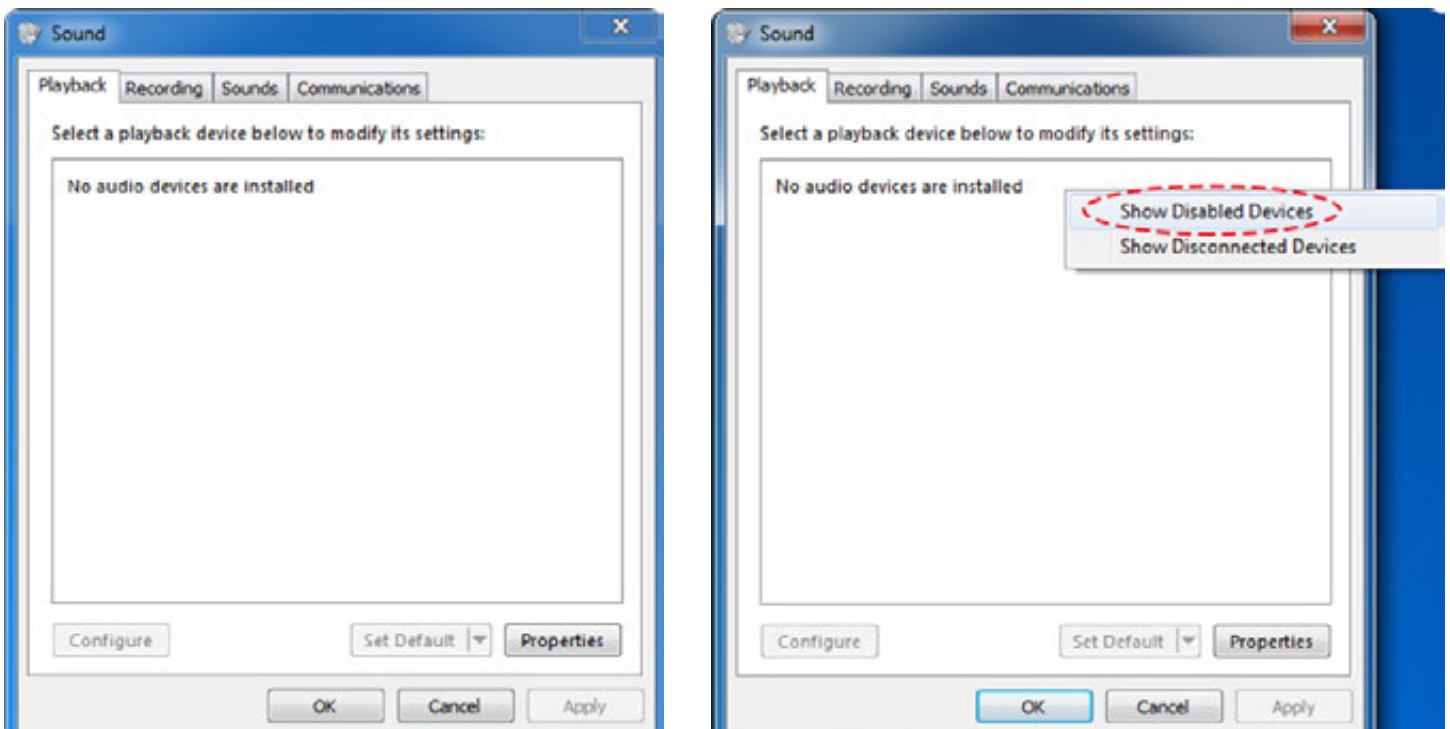 Sound
Playback Recording Sounds Communications
Select a playback device below to modify its settings:
No audio devices are installed
Configure Set Default Properties
OK Cancel Apply
Sound
Playback Recording Sounds Communications
Select a playback device below to modify its settings:
No audio devices are installed
Show Disabled Devices
Show Disconnected Devices
Configure Set Default Properties
OK Cancel Apply